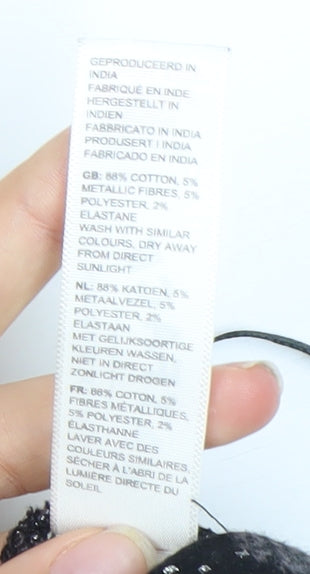 GEPRODUCEERD IN
INDIA
FABRIQUÉ EN INDE
HERGESTELLT IN
INDIEN
FABBRICATO IN INDIA
PRODUSERT I INDIA
FABRICADO EN INDIA
GB: 88% COTTON, 5%
METALLIC FIBRES, 5%
POLYESTER, 2%
ELASTANE
WASH WITH SIMILAR
COLOURS, DRY AWAY
FROM DIRECT
SUNLIGHT
NL: 88% KATOEN, 5%
METAALVEZEL, 5%
POLYESTER, 2%
ELASTAAN
MET GELIJKSOORTIGE
KLEUREN WASSEN,
NIET IN DIRECT
ZONLICHT DROGEN
FR: 88% COTON, 5%
FIBRES MÉTALLIQUES,
5% POLYESTER, 2%
ÉLASTHANNE
LAVER AVEC DES
COULEURS SIMILAIRES,
SÉCHER À L'ABRI DE LA
LUMIÈRE DIRECTE DU
SOLEIL